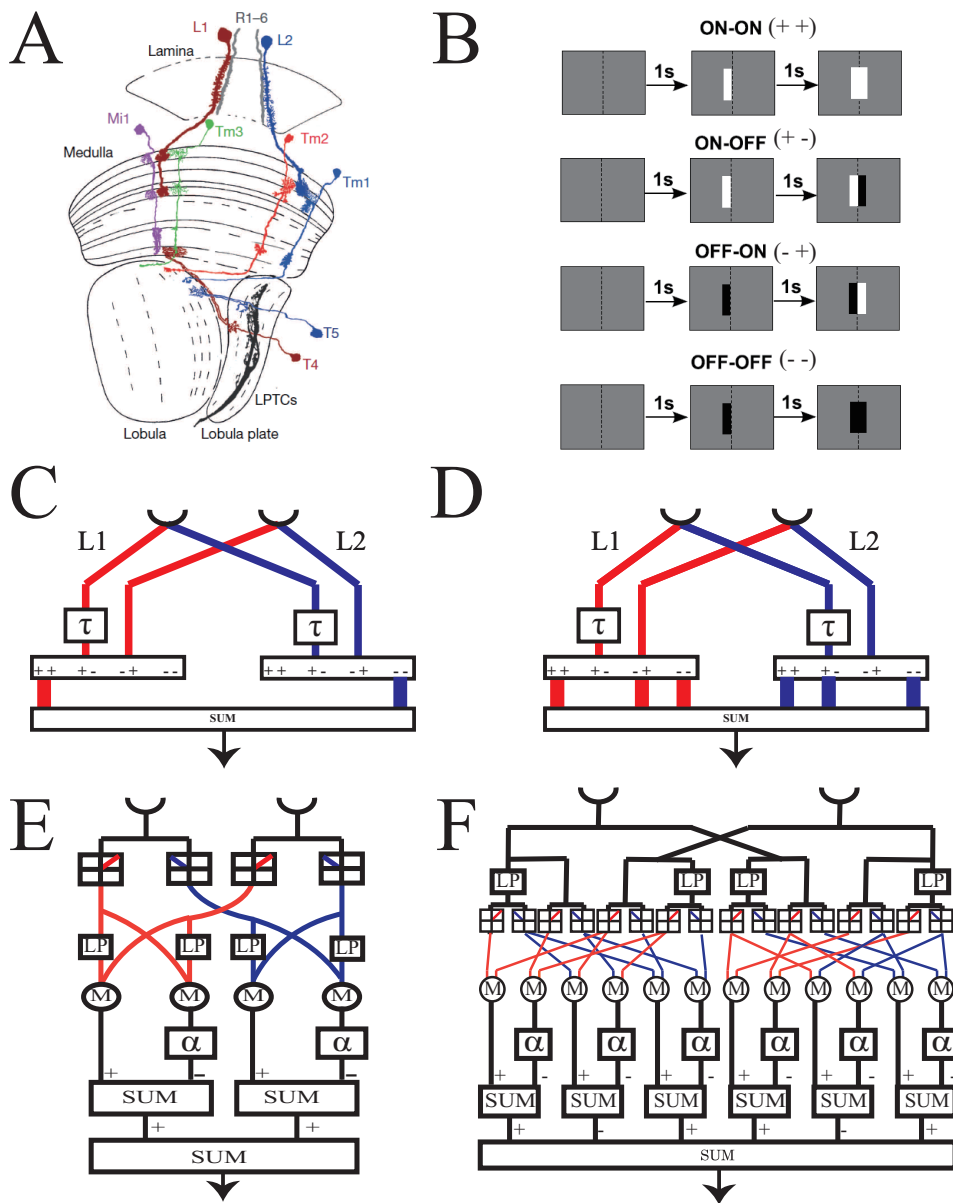 A
L1
R1–6
L2
Lamina
Mi1
Tm3
Tm2
Medulla
Tm1
T5
T4
LPTCs
Lobula
Lobula plate
B
ON-ON (+ +)
1s
1s
ON-OFF (+ -)
1s
1s
OFF-ON (- +)
1s
1s
OFF-OFF (- -)
1s
1s
C
L1
L2
τ
τ
++ +- -+ --
++ +- -+ --
SUM
D
L1
L2
τ
τ
++ +- -+ --
++ +- -+ --
SUM
E
LP LP LP LP
M M M M
α α
+ - + -
SUM SUM
+ +
SUM
F
LP LP LP LP
M M M M M M M M M M M M
α α α α α α
+ - + - + - + - + - + -
SUM SUM SUM SUM SUM SUM
+ - + + - +
SUM